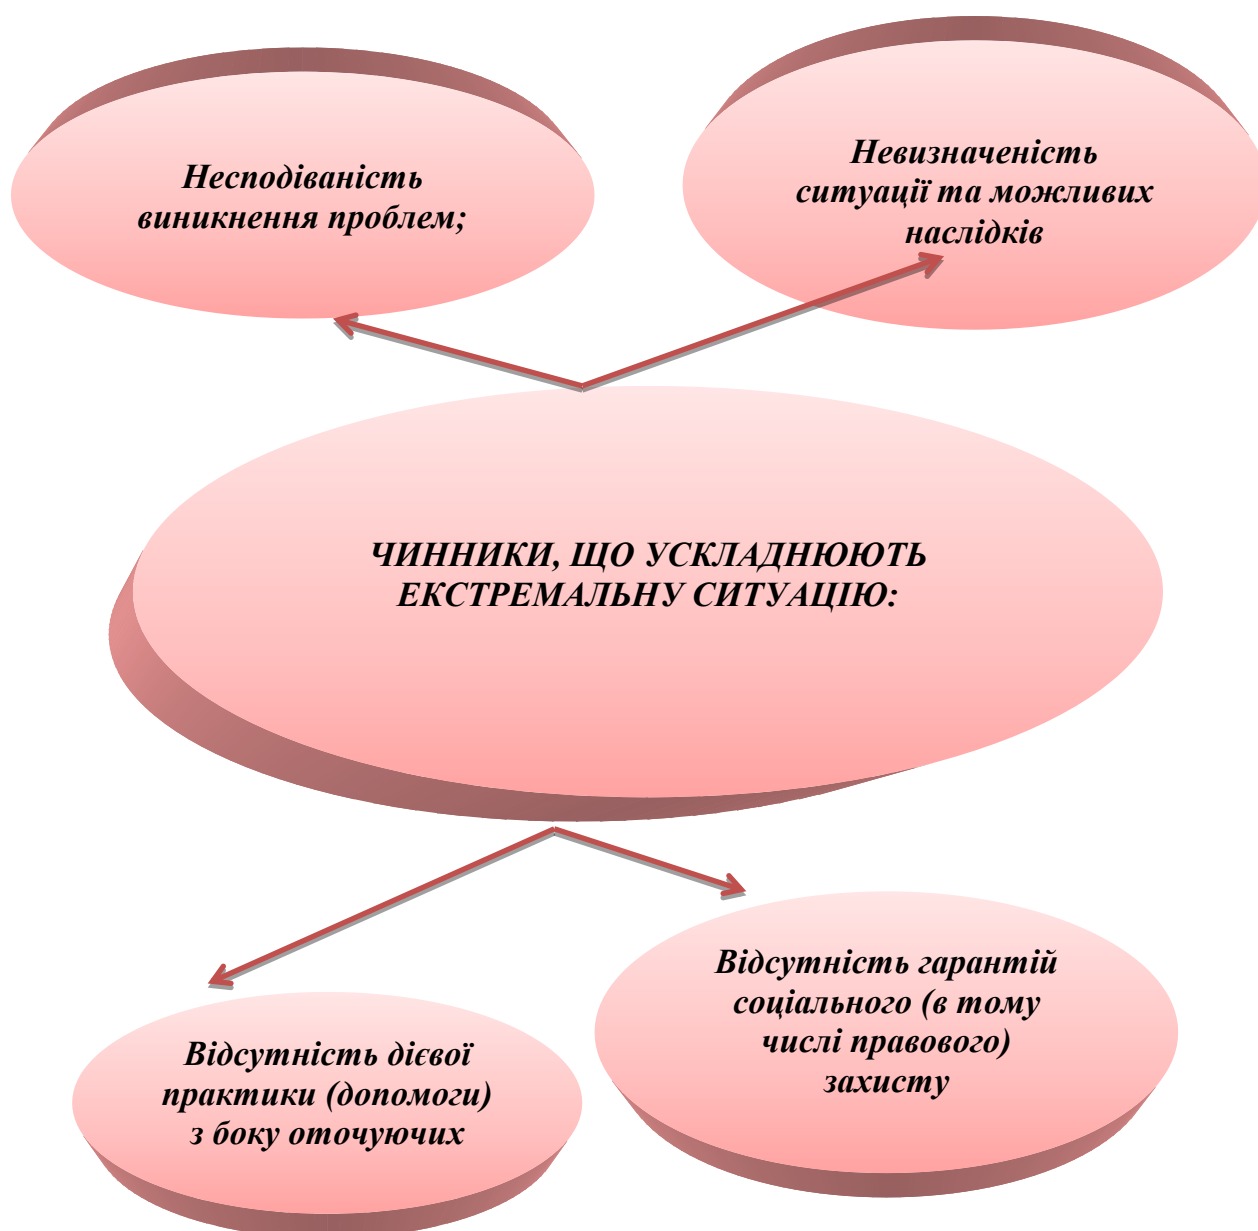 Несподіваність
виникнення проблем;
Невизначеність
ситуації та можливих
наслідків
ЧИННИКИ, ЩО УСКЛАДНЮЮТЬ
ЕКСТРЕМАЛЬНУ СИТУАЦІЮ:
Відсутність дієвої
практики (допомоги)
з боку оточуючих
Відсутність гарантій
соціального (в тому
числі правового)
захисту